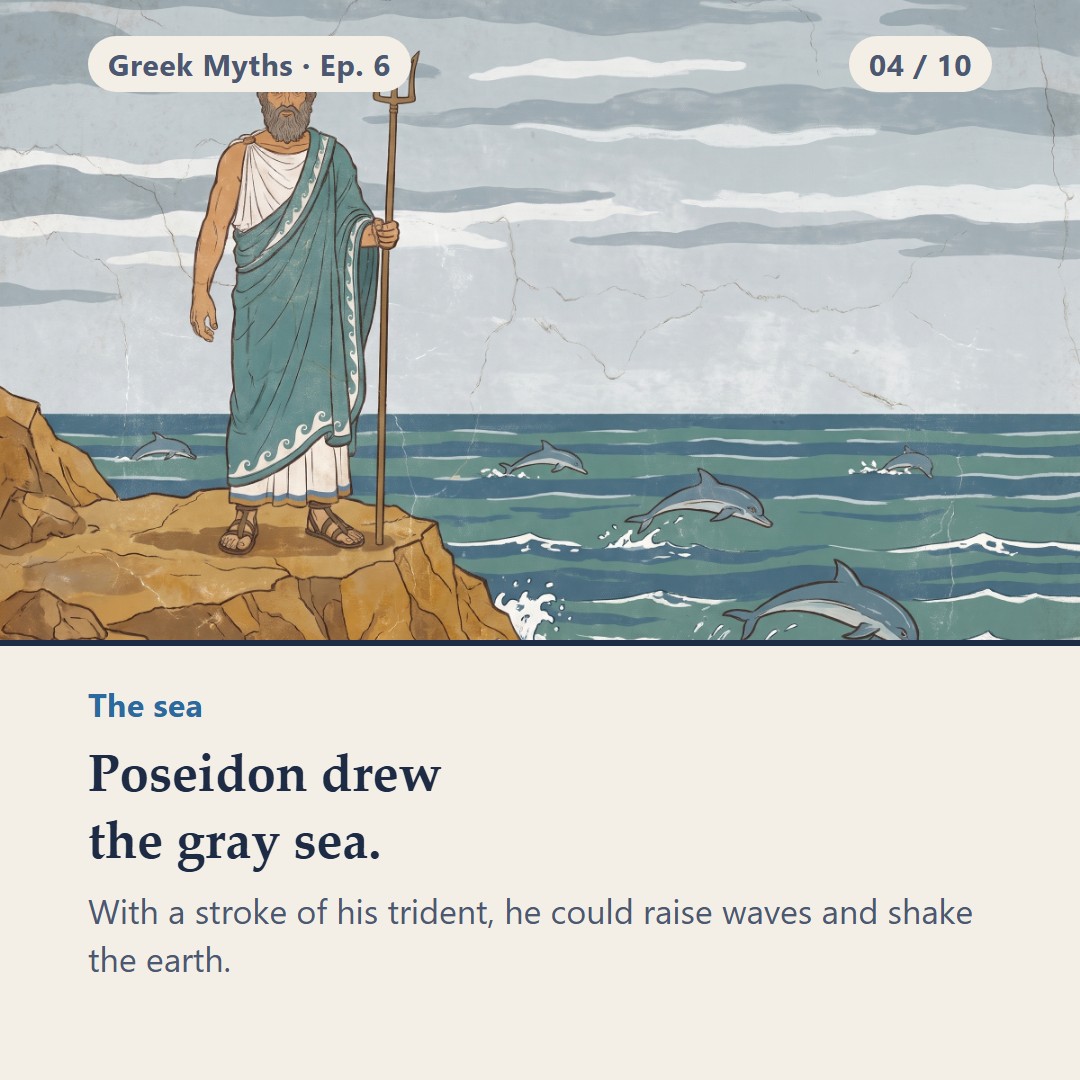 Greek Myths · Ep. 6
04 / 10
The sea
Poseidon drew
the gray sea.
With a stroke of his trident, he could raise waves and shake
the earth.